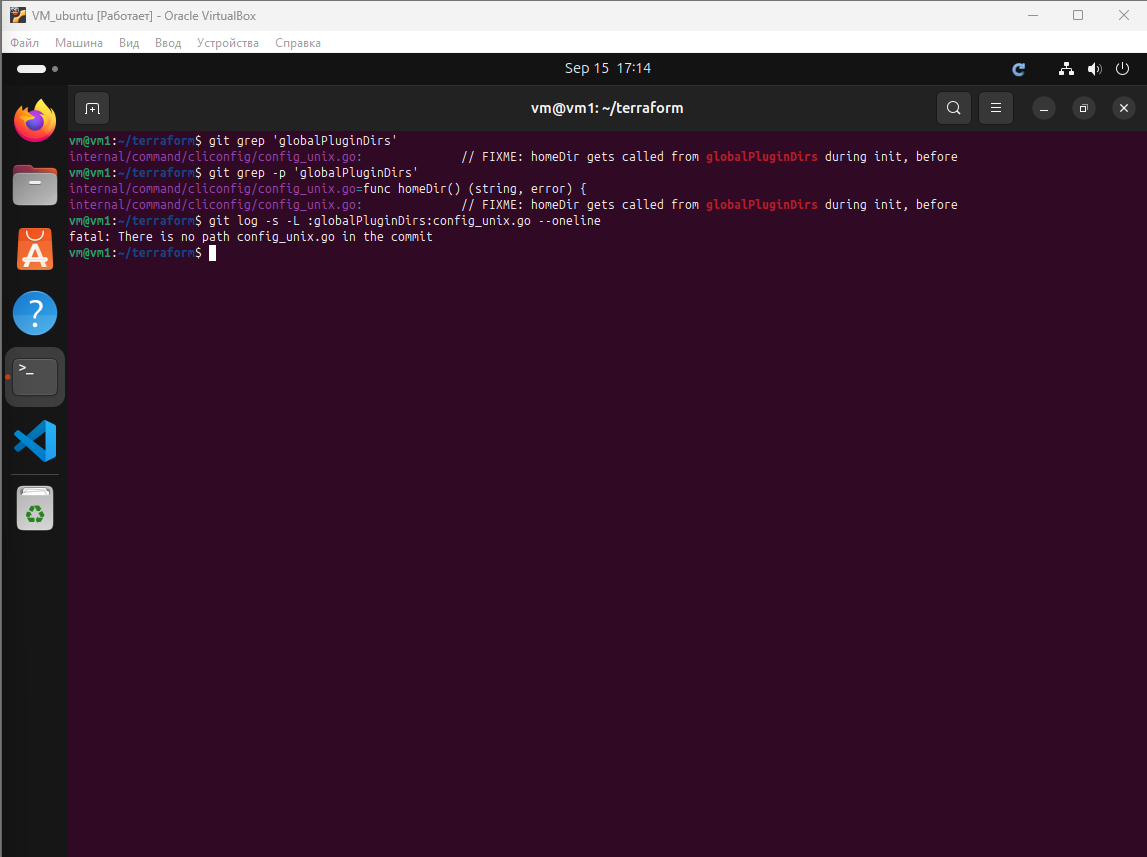 VM_ubuntu [Работает] - Oracle VirtualBox
Файл Машина Вид Ввод Устройства Справка
Sep 15 17:14
vm@vm1: ~/terraform
vm@vm1:~/terraform$ git grep 'globalPluginDirs'
internal/command/cliconfig/config_unix.go: // FIXME: homeDir gets called from globalPluginDirs during init, before
vm@vm1:~/terraform$ git grep -p 'globalPluginDirs'
internal/command/cliconfig/config_unix.go=func homeDir() (string, error) {
internal/command/cliconfig/config_unix.go: // FIXME: homeDir gets called from globalPluginDirs during init, before
vm@vm1:~/terraform$ git log -s -L :globalPluginDirs:config_unix.go --oneline
fatal: There is no path config_unix.go in the commit
vm@vm1:~/terraform$